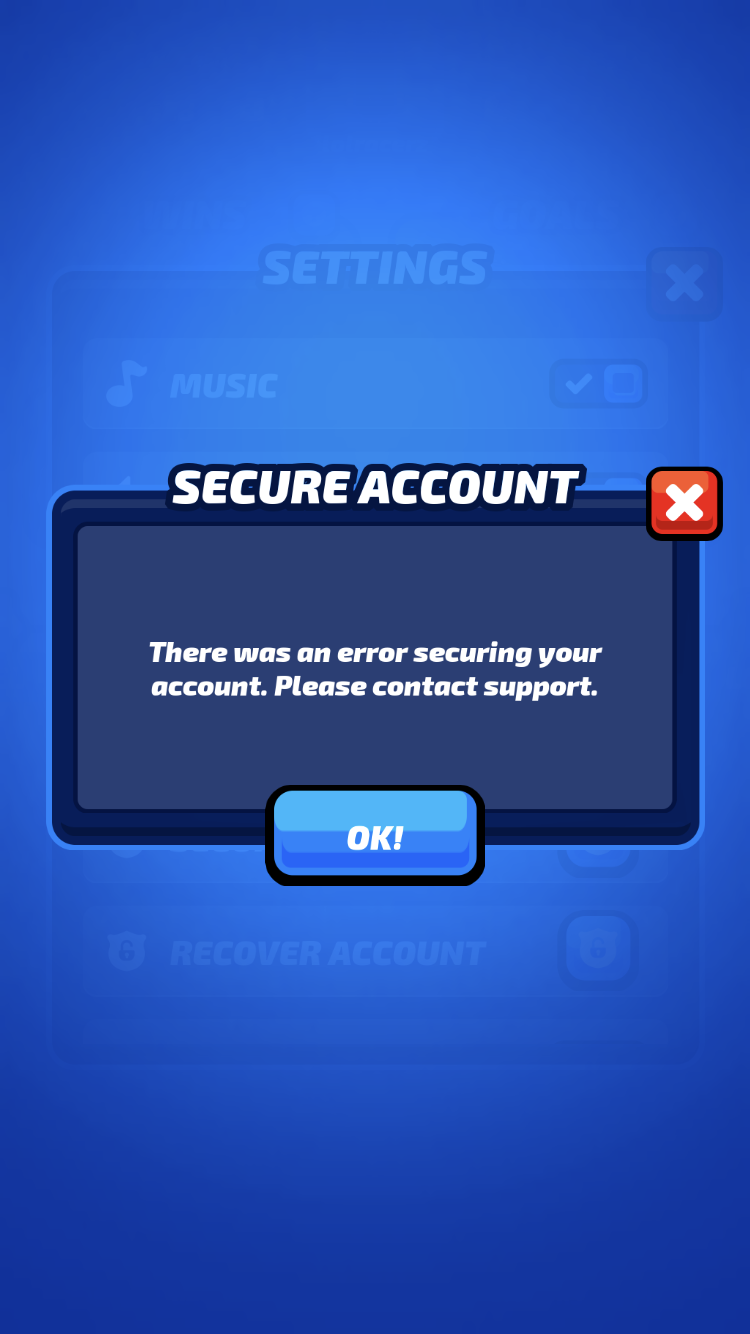 SETTINGS
MUSIC
SECURE ACCOUNT
There was an error securing your
account. Please contact support.
OK!
RECOVER ACCOUNT